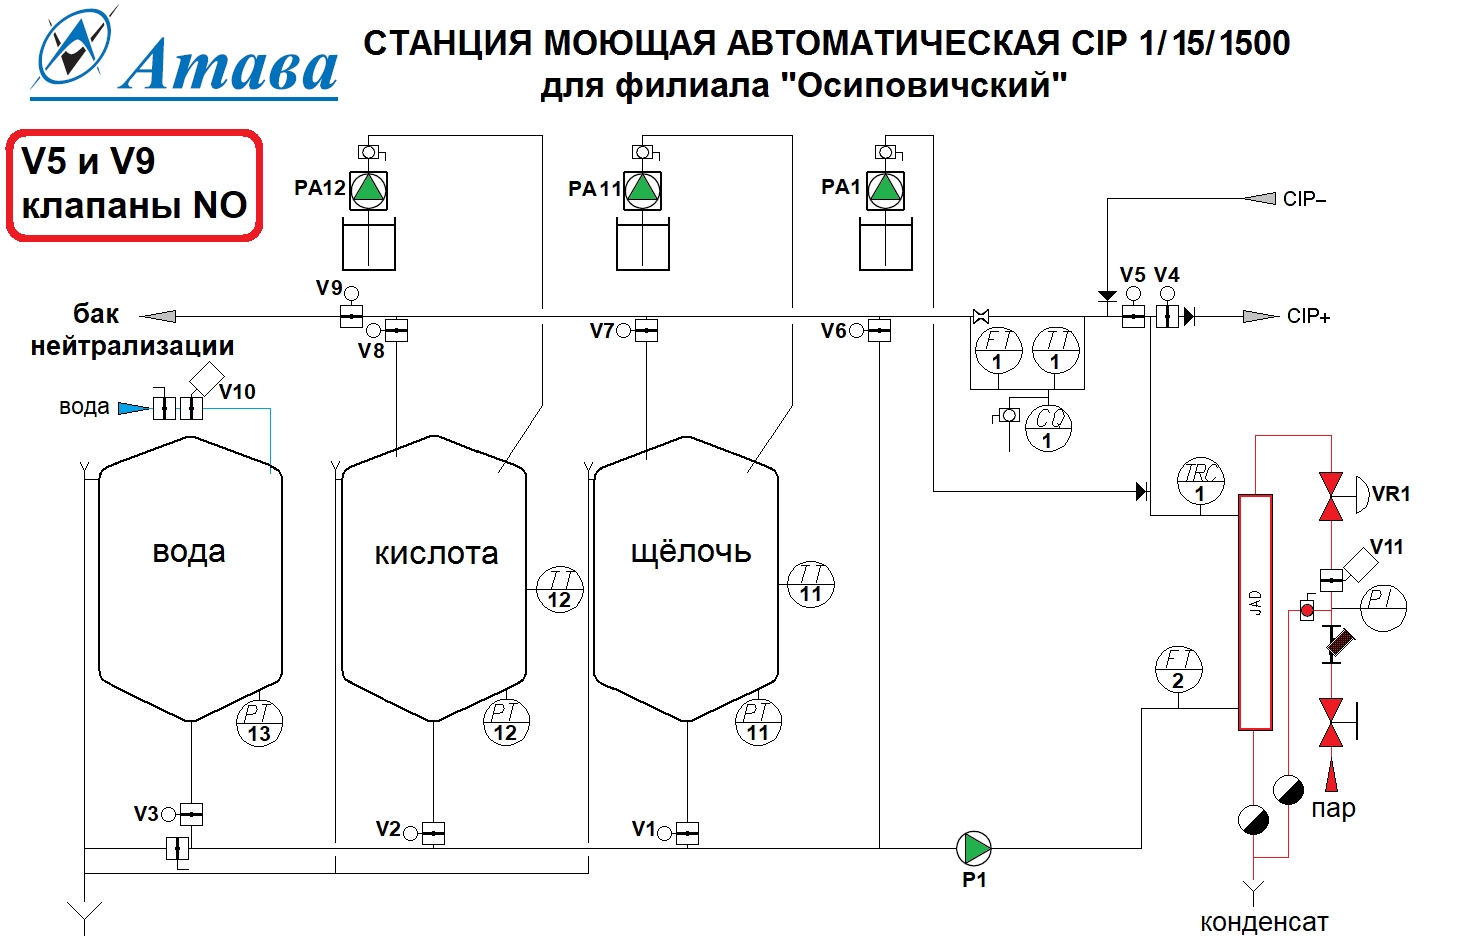 Атава
СТАНЦИЯ МОЮЩАЯ АВТОМАТИЧЕСКАЯ CIP 1/15/1500
для филиала "Осиповичский"
V5 и V9
клапаны NO
PA12
PA11
PA1
CIP–
V9
V5 V4
бак
нейтрализации
V8
V7
V6
CIP+
FT
1
TT
1
CQ
1
вода
V10
TRC
1
VR1
V11
вода
кислота
щёлочь
TT
12
TT
11
JAD
PI
FT
2
PT
13
PT
12
PT
11
V3
V2
V1
P1
пар
конденсат